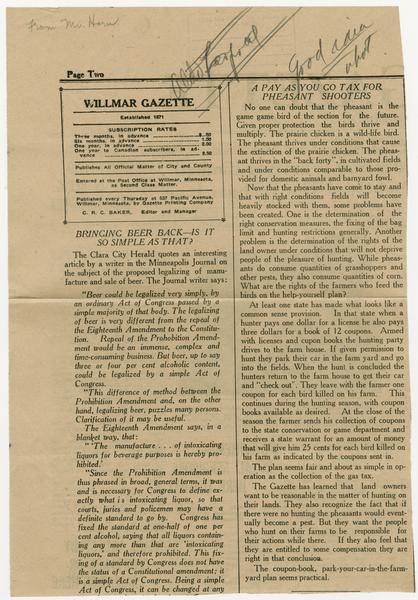 From Mr. Haru
Good idea
Page Two
WILLMAR GAZETTE
Established 1871
SUBSCRIPTION RATES
Three months, in advance $ .50
Six months, in advance 1.00
One year, in advance 2.00
One year to Canadian subscribers, in ad-
vance 2.50
Publishes All Official Matter of City and County
Entered at the Post Office at Willmar, Minnesota,
as Second Class Matter.
Published every Thursday at 537 Pacific Avenue,
Willmar, Minnesota, by Gazette Printing Company
C. R. C. BAKER, Editor and Manager
BRINGING BEER BACK—IS IT
SO SIMPLE AS THAT?
The Clara City Herald quotes an interesting
article by a writer in the Minneapolis Journal
on the subject of the proposed legalizing of manu-
facture and sale of beer. The Journal writer says:
"Beer could be legalized very simply, by
an ordinary Act of Congress passed by a
simple majority of that body. The legalizing
of beer is very different from the repeal of
the Eighteenth Amendment to the Constitu-
tion. Repeal of the Prohibition Amend-
ment would be an immense, complex and
time-consuming business. But beer, up to say
three or four per cent alcoholic content,
could be legalized by a simple Act of
Congress.
"This difference of method between the
Prohibition Amendment and, on the other
hand, legalizing beer, puzzles many persons.
Clarification of it may be useful.
The Eighteenth Amendment says, in a
blanket way, that:
" 'The manufacture . . . of intoxicating
liquors for beverage purposes is hereby pro-
hibited.'
"Since the Prohibition Amendment is
thus phrased in broad, general terms, it was
and is necessary for Congress to define ex-
actly what is intoxicating liquor, so that
courts, juries and policemen may have a
definite standard to go by. Congress has
fixed the standard at one-half of one per
cent alcohol, saying that all liquors contain-
ing any more than that are 'intoxicating
liquors,' and therefore prohibited. This fix-
ing of a standard by Congress does not have
the status of a Constitutional amendment; it
is a simple Act of Congress. Being a simple
Act of Congress, it can be changed at any
A PAY AS YOU GO TAX FOR
PHEASANT SHOOTERS
No one can doubt that the pheasant is the
game game bird of the section for the future.
Given proper protection the birds thrive and
multiply. The prairie chicken is a wild-life bird.
The pheasant thrives under conditions that cause
the extinction of the prairie chicken. The pheas-
ant thrives in the "back forty", in cultivated fields
and under conditions comparable to those pro-
vided for domestic animals and barnyard fowl.
Now that the pheasants have come to stay and
that with right conditions fields will become
heavily stocked with them, some problems have
been created. One is the determination of the
right conservation measures, the fixing of the bag
limit and hunting restrictions generally. Another
problem is the determination of the rights of the
land owner under conditions that will not deprive
people of the pleasure of hunting. While pheas-
ants do consume quantities of grasshoppers and
other pests, they also consume quantities of corn.
What are the rights of the farmers who feed the
birds on the help-yourself plan?
At least one state has made what looks like a
common sense provision. In that state when a
hunter pays one dollar for a license he also pays
three dollars for a book of 12 coupons. Armed
with licenses and cupon books the hunting party
drives to the farm house. If given permission to
hunt they park their car in the farm yard and go
into the fields. When the hunt is concluded the
hunters return to the farm house to get their car
and "check out". They leave with the farmer one
coupon for each bird killed on his farm. This
continues during the hunting season, with coupon
books available as desired. At the close of the
season the farmer sends his collection of coupons
to the state conservation or game department and
receives a state warrant for an amount of money
that will give him 25 cents for each bird killed on
his farm as indicated by the coupons sent in.
The plan seems fair and about as simple in op-
eration as the collection of the gas tax.
The Gazette has learned that land owners
want to be reasonable in the matter of hunting on
their lands. They also recognize the fact that if
there were no hunting the pheasants would event-
ually become a pest. But they want the people
who hunt on their farms to be responsible for
their actions while there. If they also feel that
they are entitled to some compensation they are
right in that conclusion.
The coupon-book, park-your-car-in-the-farm-
yard plan seems practical.